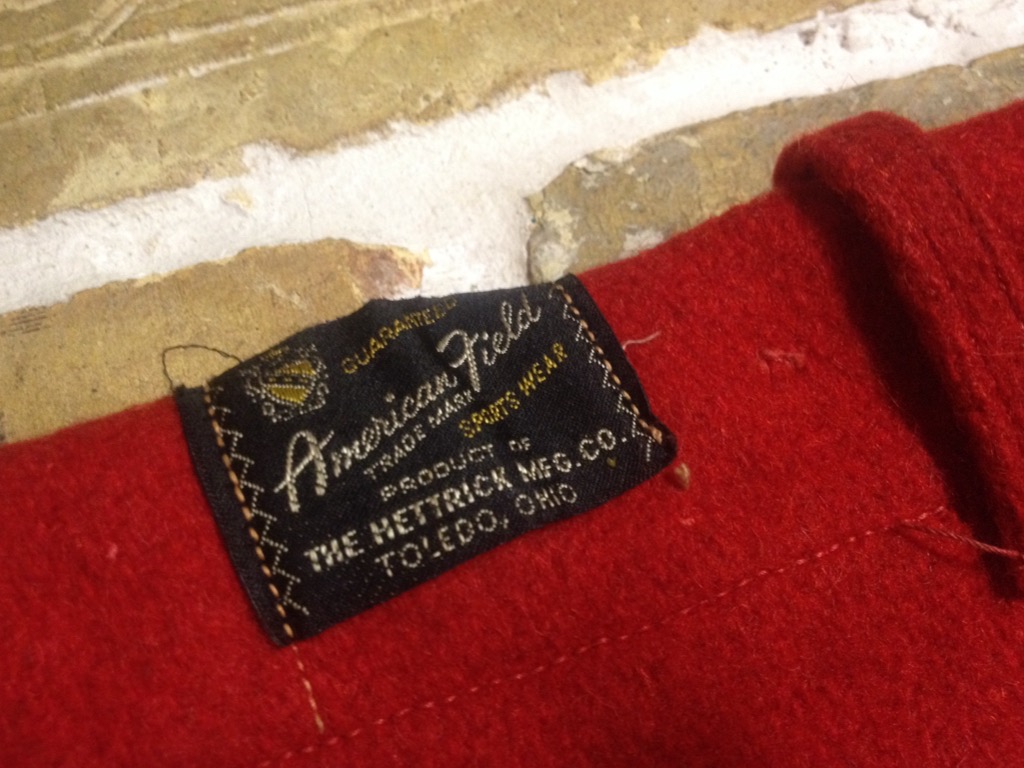 GUARANTEED
American Field
TRADE MARK
SPORTS WEAR
PRODUCT OF
THE HETTRICK MFG. CO.
TOLEDO, OHIO